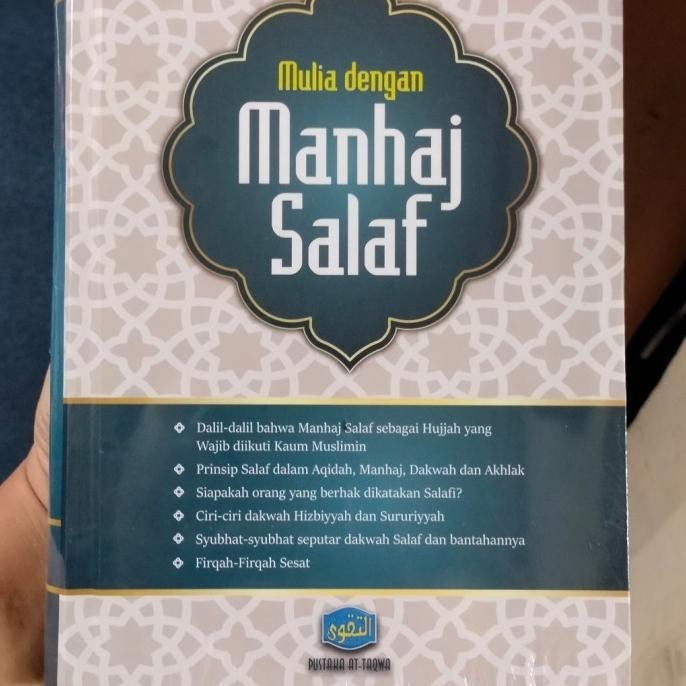 Mulia dengan
Manhaj
Salaf
Dalil-dalil bahwa Manhaj Salaf sebagai Hujjah yang
Wajib diikuti Kaum Muslimin
Prinsip Salaf dalam Aqidah, Manhaj, Dakwah dan Akhlak
Siapakah orang yang berhak dikatakan Salafi?
Ciri-ciri dakwah Hizbiyyah dan Sururiyyah
Syubhat-syubhat seputar dakwah Salaf dan bantahannya
Firqah-Firqah Sesat
التقوى
PUSTAKA AT-TAQWA